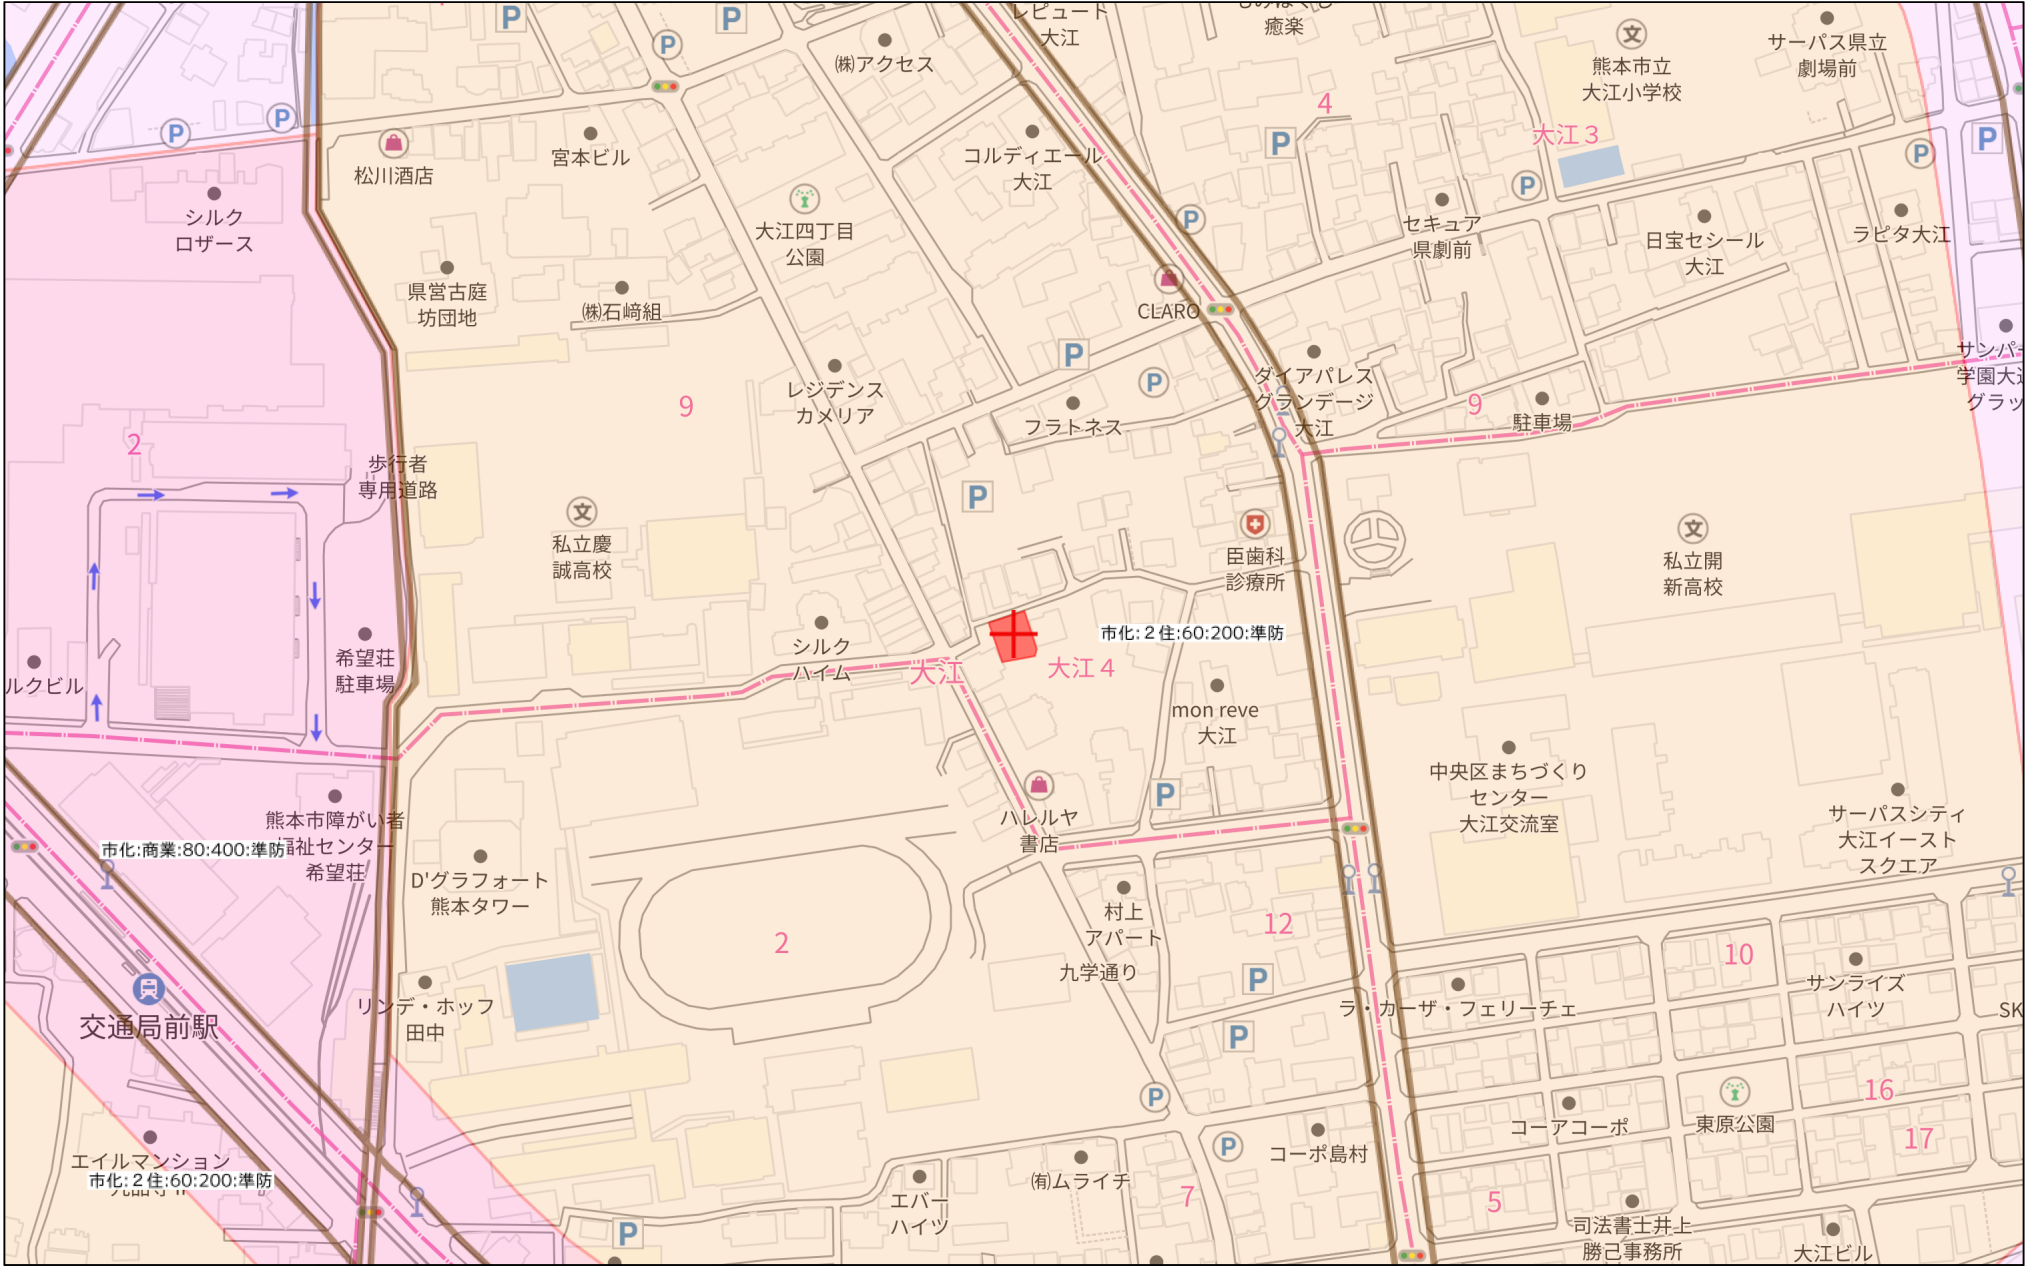 レピュート
大江
癒楽
㈱アクセス
熊本市立
大江小学校
サーパス県立
劇場前
P
P
P
P
P
4
大江３
P
P
P
P
松川酒店
宮本ビル
コルディエール
大江
シルク
ロザース
大江四丁目
公園
P
セキュア
県劇前
日宝セシール
大江
ラピタ大江
県営古庭
坊団地
㈱石﨑組
CLARO
P
P
レジデンス
カメリア
フラトネス
ダイアパレス
グランデージ
大江
9
9
駐車場
サンパー
学園大
グラッ
2
歩行者
専用道路
P
私立慶
誠高校
臣歯科
診療所
私立開
新高校
シルク
ハイム
市化:２住:60:200:準防
大江
大江４
希望荘
駐車場
ルクビル
mon reve
大江
中央区まちづくり
センター
大江交流室
P
ハレルヤ
書店
サーパスシティ
大江イースト
スクエア
熊本市障がい者
福祉センター
希望荘
市化:商業:80:400:準防
D'グラフォート
熊本タワー
村上
アパート
2
12
10
九学通り
P
リンデ・ホッフ
田中
ラ・カーザ・フェリーチェ
サンライズ
ハイツ
SK
交通局前駅
P
P
16
コーアコーポ
東原公園
17
エイルマンション
市化:２住:60:200:準防
P
コーポ島村
㈲ムライチ
エバー
ハイツ
7
5
P
司法書士井上
勝己事務所
大江ビル